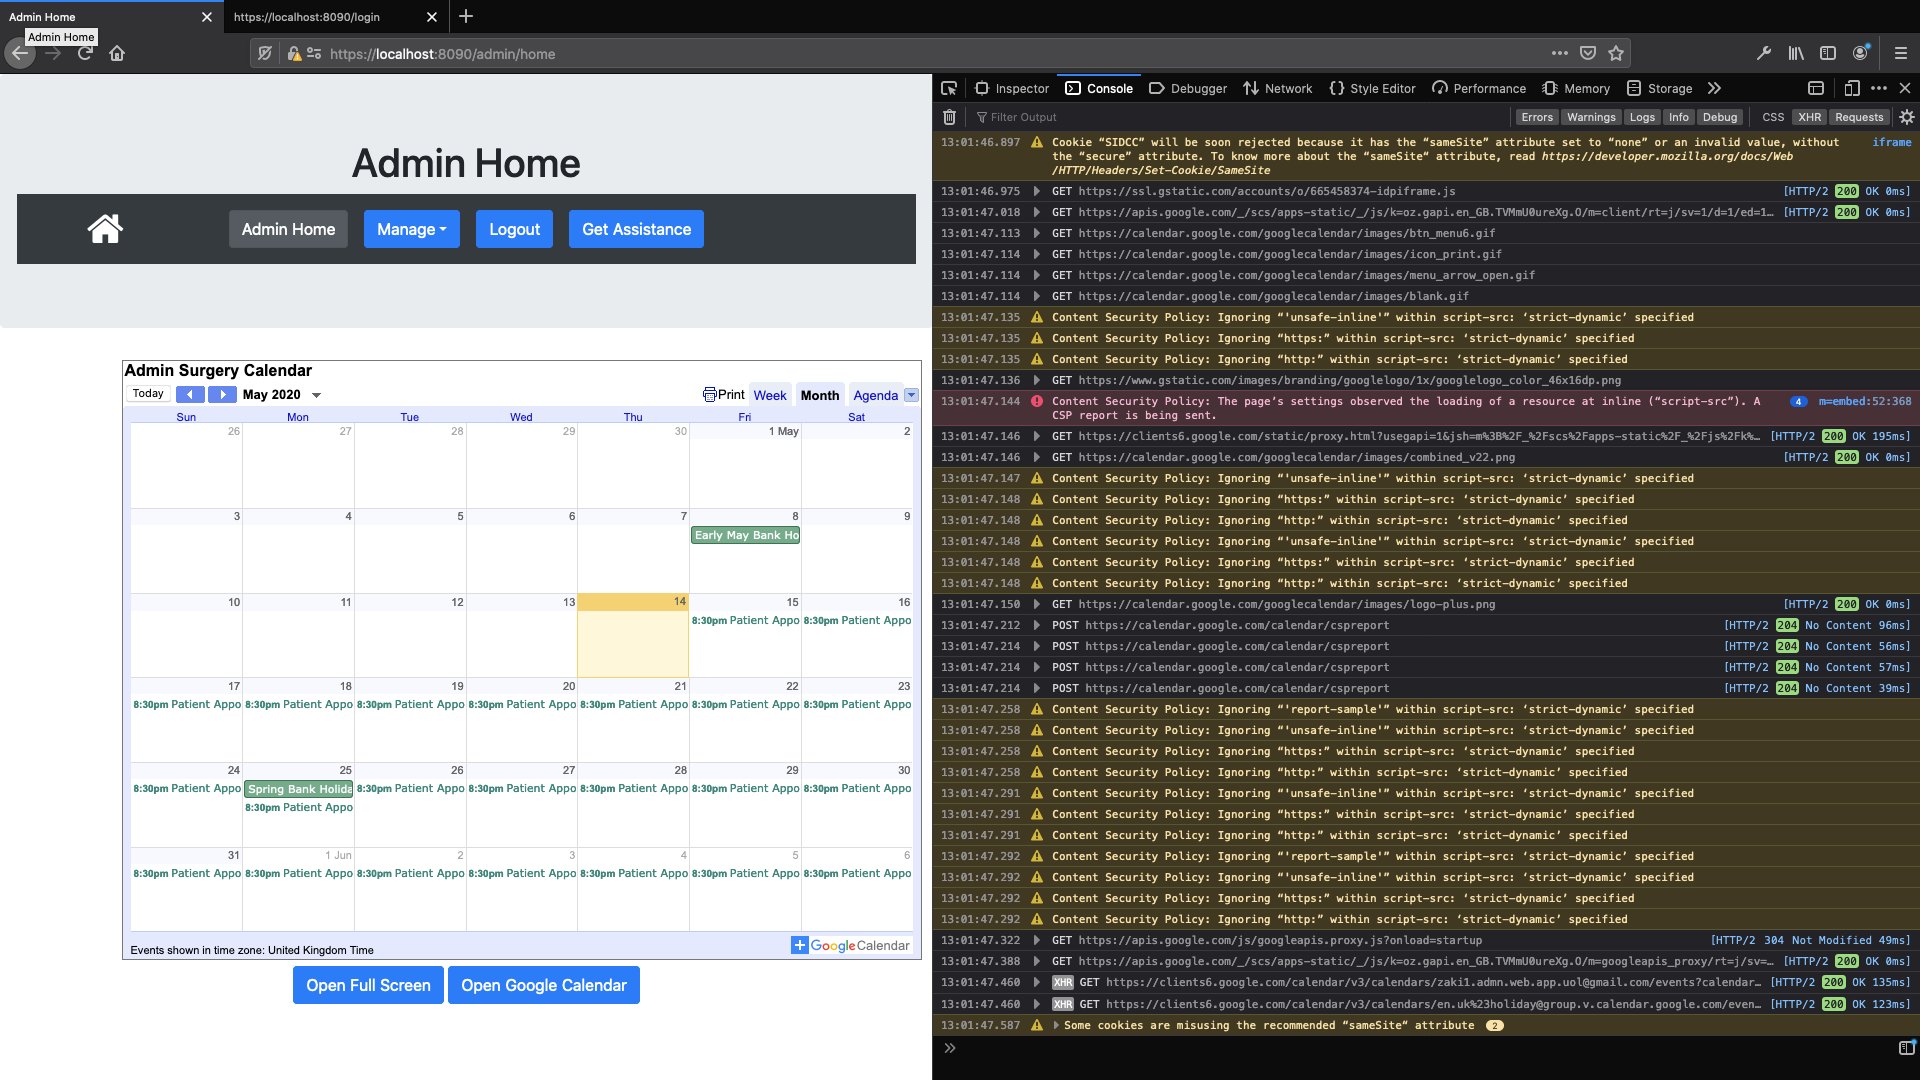 Admin Home
https://localhost:8090/login
Admin Home
https://localhost:8090/admin/home
Admin Home
Admin Home
Manage
Logout
Get Assistance
Admin Surgery Calendar
Today
May 2020
Print
Week
Month
Agenda
Sun Mon Tue Wed Thu Fri Sat
26 27 28 29 30 1 May 2
3 4 5 6 7 8 9
Early May Bank Ho
10 11 12 13 14 15 16
8:30pm Patient Appo 8:30pm Patient Appo
17 18 19 20 21 22 23
8:30pm Patient Appo 8:30pm Patient Appo 8:30pm Patient Appo 8:30pm Patient Appo 8:30pm Patient Appo 8:30pm Patient Appo 8:30pm Patient Appo
24 25 26 27 28 29 30
8:30pm Patient Appo Spring Bank Holida 8:30pm Patient Appo 8:30pm Patient Appo 8:30pm Patient Appo 8:30pm Patient Appo 8:30pm Patient Appo
8:30pm Patient Appo
31 1 Jun 2 3 4 5 6
8:30pm Patient Appo 8:30pm Patient Appo 8:30pm Patient Appo 8:30pm Patient Appo 8:30pm Patient Appo 8:30pm Patient Appo 8:30pm Patient Appo
Events shown in time zone: United Kingdom Time
GoogleCalendar
Open Full Screen
Open Google Calendar
Inspector Console Debugger Network Style Editor Performance Memory Storage
Filter Output
Errors Warnings Logs Info Debug CSS XHR Requests
13:01:46.897 Cookie “SIDCC” will be soon rejected because it has the “sameSite” attribute set to “none” or an invalid value, without iframe
the “secure” attribute. To know more about the “sameSite“ attribute, read https://developer.mozilla.org/docs/Web
/HTTP/Headers/Set-Cookie/SameSite
13:01:46.975 GET https://ssl.gstatic.com/accounts/o/665458374-idpiframe.js [HTTP/2 200 OK 0ms]
13:01:47.018 GET https://apis.google.com/_/scs/apps-static/_/js/k=oz.gapi.en_GB.TVMmU0ureXg.O/m=client/rt=j/sv=1/d=1/ed=1… [HTTP/2 200 OK 0ms]
13:01:47.113 GET https://calendar.google.com/googlecalendar/images/btn_menu6.gif
13:01:47.114 GET https://calendar.google.com/googlecalendar/images/icon_print.gif
13:01:47.114 GET https://calendar.google.com/googlecalendar/images/menu_arrow_open.gif
13:01:47.114 GET https://calendar.google.com/googlecalendar/images/blank.gif
13:01:47.135 Content Security Policy: Ignoring “'unsafe-inline'” within script-src: ‘strict-dynamic’ specified
13:01:47.135 Content Security Policy: Ignoring “https:” within script-src: ‘strict-dynamic’ specified
13:01:47.135 Content Security Policy: Ignoring “http:” within script-src: ‘strict-dynamic’ specified
13:01:47.136 GET https://www.gstatic.com/images/branding/googlelogo/1x/googlelogo_color_46x16dp.png
13:01:47.144 Content Security Policy: The page’s settings observed the loading of a resource at inline (“script-src”). A 4 m=embed:52:368
CSP report is being sent.
13:01:47.146 GET https://clients6.google.com/static/proxy.html?usegapi=1&jsh=m%3B%2F_%2Fscs%2Fapps-static%2F_%2Fjs%2Fk%… [HTTP/2 200 OK 195ms]
13:01:47.146 GET https://calendar.google.com/googlecalendar/images/combined_v22.png [HTTP/2 200 OK 0ms]
13:01:47.147 Content Security Policy: Ignoring “'unsafe-inline'” within script-src: ‘strict-dynamic’ specified
13:01:47.148 Content Security Policy: Ignoring “https:” within script-src: ‘strict-dynamic’ specified
13:01:47.148 Content Security Policy: Ignoring “http:” within script-src: ‘strict-dynamic’ specified
13:01:47.148 Content Security Policy: Ignoring “'unsafe-inline'” within script-src: ‘strict-dynamic’ specified
13:01:47.148 Content Security Policy: Ignoring “https:” within script-src: ‘strict-dynamic’ specified
13:01:47.148 Content Security Policy: Ignoring “http:” within script-src: ‘strict-dynamic’ specified
13:01:47.150 GET https://calendar.google.com/googlecalendar/images/logo-plus.png [HTTP/2 200 OK 0ms]
13:01:47.212 POST https://calendar.google.com/calendar/cspreport [HTTP/2 204 No Content 96ms]
13:01:47.214 POST https://calendar.google.com/calendar/cspreport [HTTP/2 204 No Content 56ms]
13:01:47.214 POST https://calendar.google.com/calendar/cspreport [HTTP/2 204 No Content 57ms]
13:01:47.214 POST https://calendar.google.com/calendar/cspreport [HTTP/2 204 No Content 39ms]
13:01:47.258 Content Security Policy: Ignoring “'report-sample'” within script-src: ‘strict-dynamic’ specified
13:01:47.258 Content Security Policy: Ignoring “'unsafe-inline'” within script-src: ‘strict-dynamic’ specified
13:01:47.258 Content Security Policy: Ignoring “https:” within script-src: ‘strict-dynamic’ specified
13:01:47.258 Content Security Policy: Ignoring “http:” within script-src: ‘strict-dynamic’ specified
13:01:47.291 Content Security Policy: Ignoring “'unsafe-inline'” within script-src: ‘strict-dynamic’ specified
13:01:47.291 Content Security Policy: Ignoring “https:” within script-src: ‘strict-dynamic’ specified
13:01:47.291 Content Security Policy: Ignoring “http:” within script-src: ‘strict-dynamic’ specified
13:01:47.292 Content Security Policy: Ignoring “'report-sample'” within script-src: ‘strict-dynamic’ specified
13:01:47.292 Content Security Policy: Ignoring “'unsafe-inline'” within script-src: ‘strict-dynamic’ specified
13:01:47.292 Content Security Policy: Ignoring “https:” within script-src: ‘strict-dynamic’ specified
13:01:47.292 Content Security Policy: Ignoring “http:” within script-src: ‘strict-dynamic’ specified
13:01:47.322 GET https://apis.google.com/js/googleapis.proxy.js?onload=startup [HTTP/2 304 Not Modified 49ms]
13:01:47.388 GET https://apis.google.com/_/scs/apps-static/_/js/k=oz.gapi.en_GB.TVMmU0ureXg.O/m=googleapis_proxy/rt=j/sv=… [HTTP/2 200 OK 0ms]
13:01:47.460 XHR GET https://clients6.google.com/calendar/v3/calendars/zaki1.admn.web.app.uol@gmail.com/events?calendar… [HTTP/2 200 OK 135ms]
13:01:47.460 XHR GET https://clients6.google.com/calendar/v3/calendars/en.uk%23holiday@group.v.calendar.google.com/even… [HTTP/2 200 OK 123ms]
13:01:47.587 Some cookies are misusing the recommended “sameSite“ attribute 2